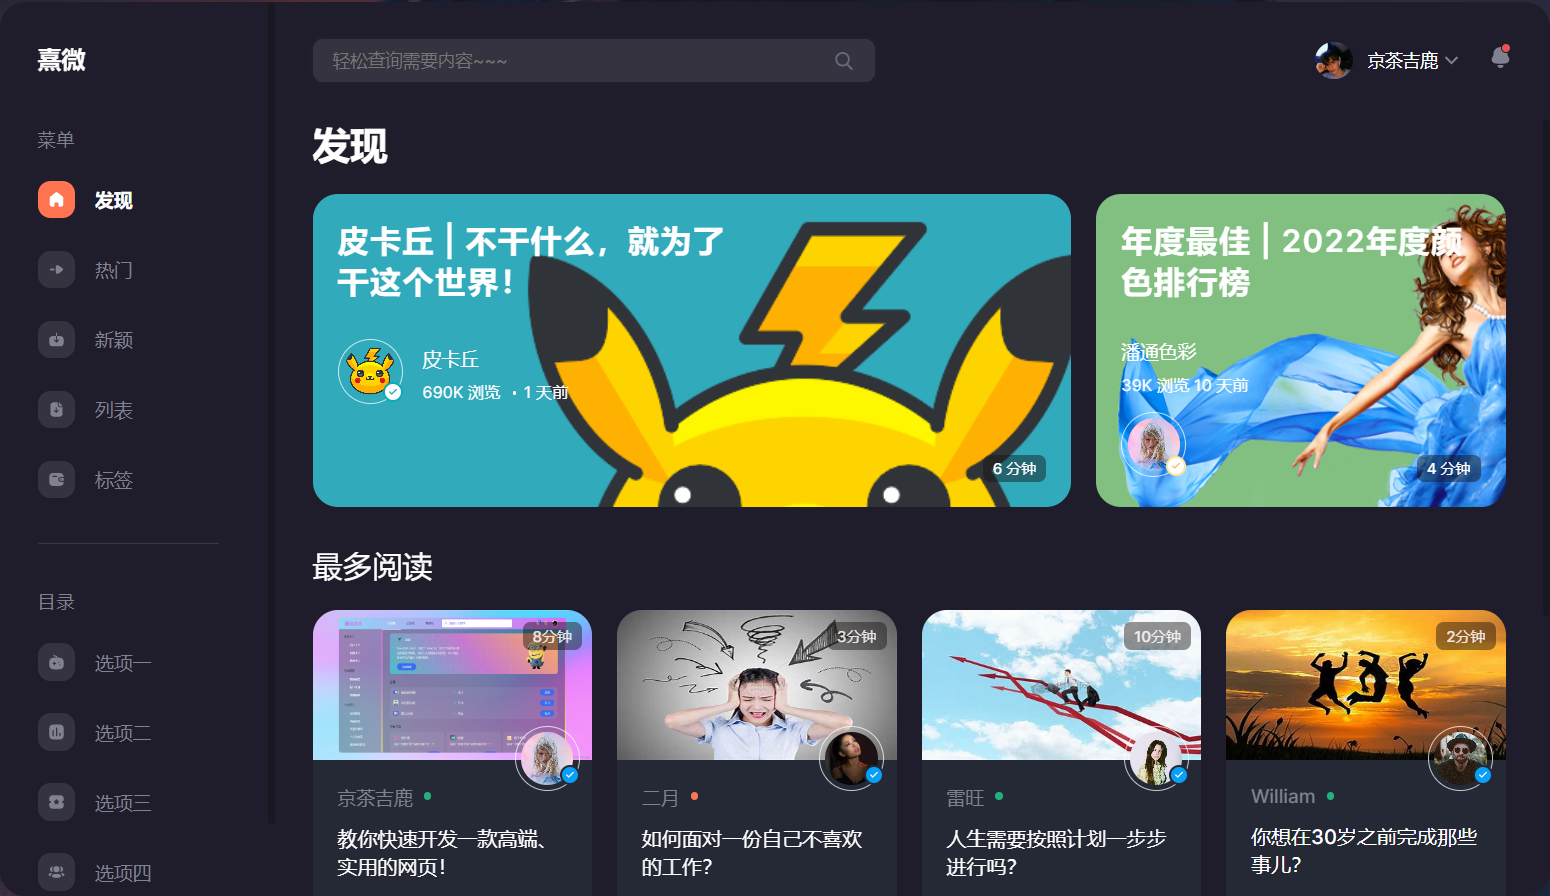 熹微
轻松查询需要内容~~~
京茶吉鹿
菜单
发现
热门
新颖
列表
标签
目录
选项一
选项二
选项三
选项四
发现
皮卡丘 | 不干什么，就为了
干这个世界！
皮卡丘
690K 浏览 • 1 天前
6 分钟
年度最佳 | 2022年度颜
色排行榜
潘通色彩
39K 浏览 10 天前
4 分钟
最多阅读
8分钟
京茶吉鹿
教你快速开发一款高端、
实用的网页！
3分钟
二月
如何面对一份自己不喜欢
的工作？
10分钟
雷旺
人生需要按照计划一步步
进行吗？
2分钟
William
你想在30岁之前完成那些
事儿？